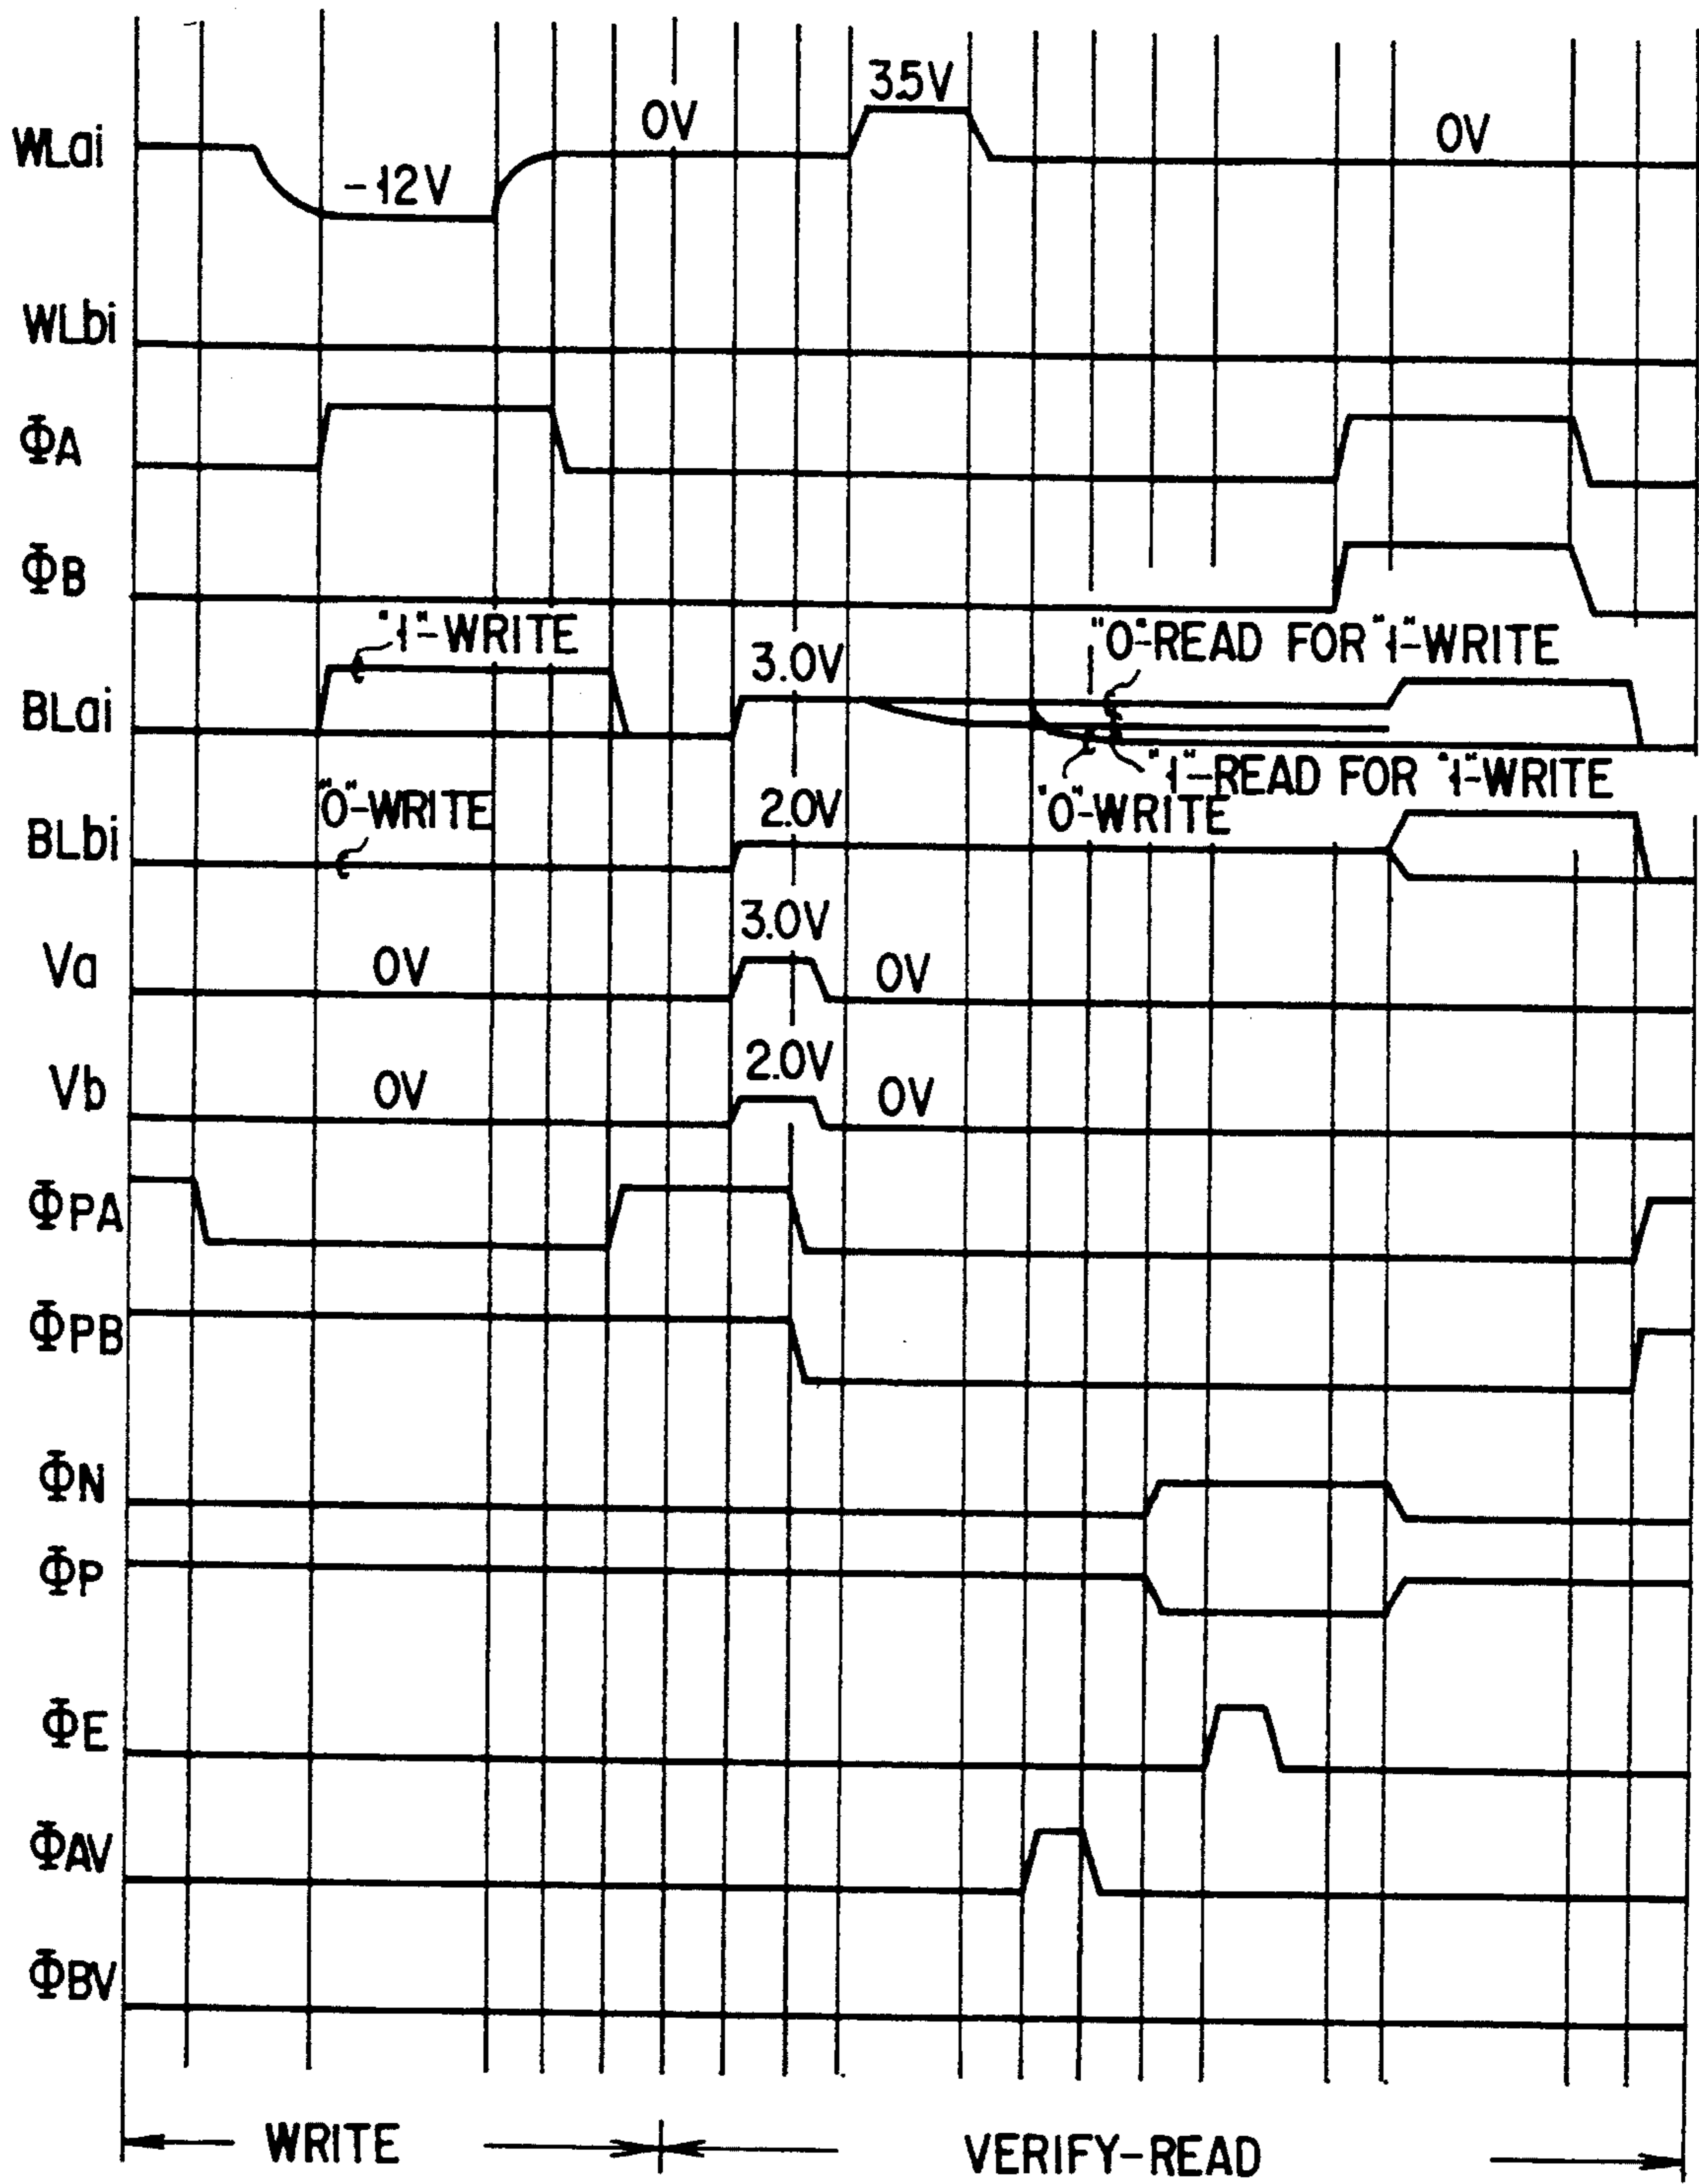 3.5V
WLai
0V
0V
-12V
WLbi
ΦA
ΦB
"1"-WRITE
"0"-READ FOR "1"-WRITE
3.0V
BLai
"1"-READ FOR "1"-WRITE
"0"-WRITE
2.0V
"0"-WRITE
BLbi
3.0V
Va
0V
0V
2.0V
Vb
0V
0V
ΦPA
ΦPB
ΦN
ΦP
ΦE
ΦAV
ΦBV
WRITE
VERIFY-READ